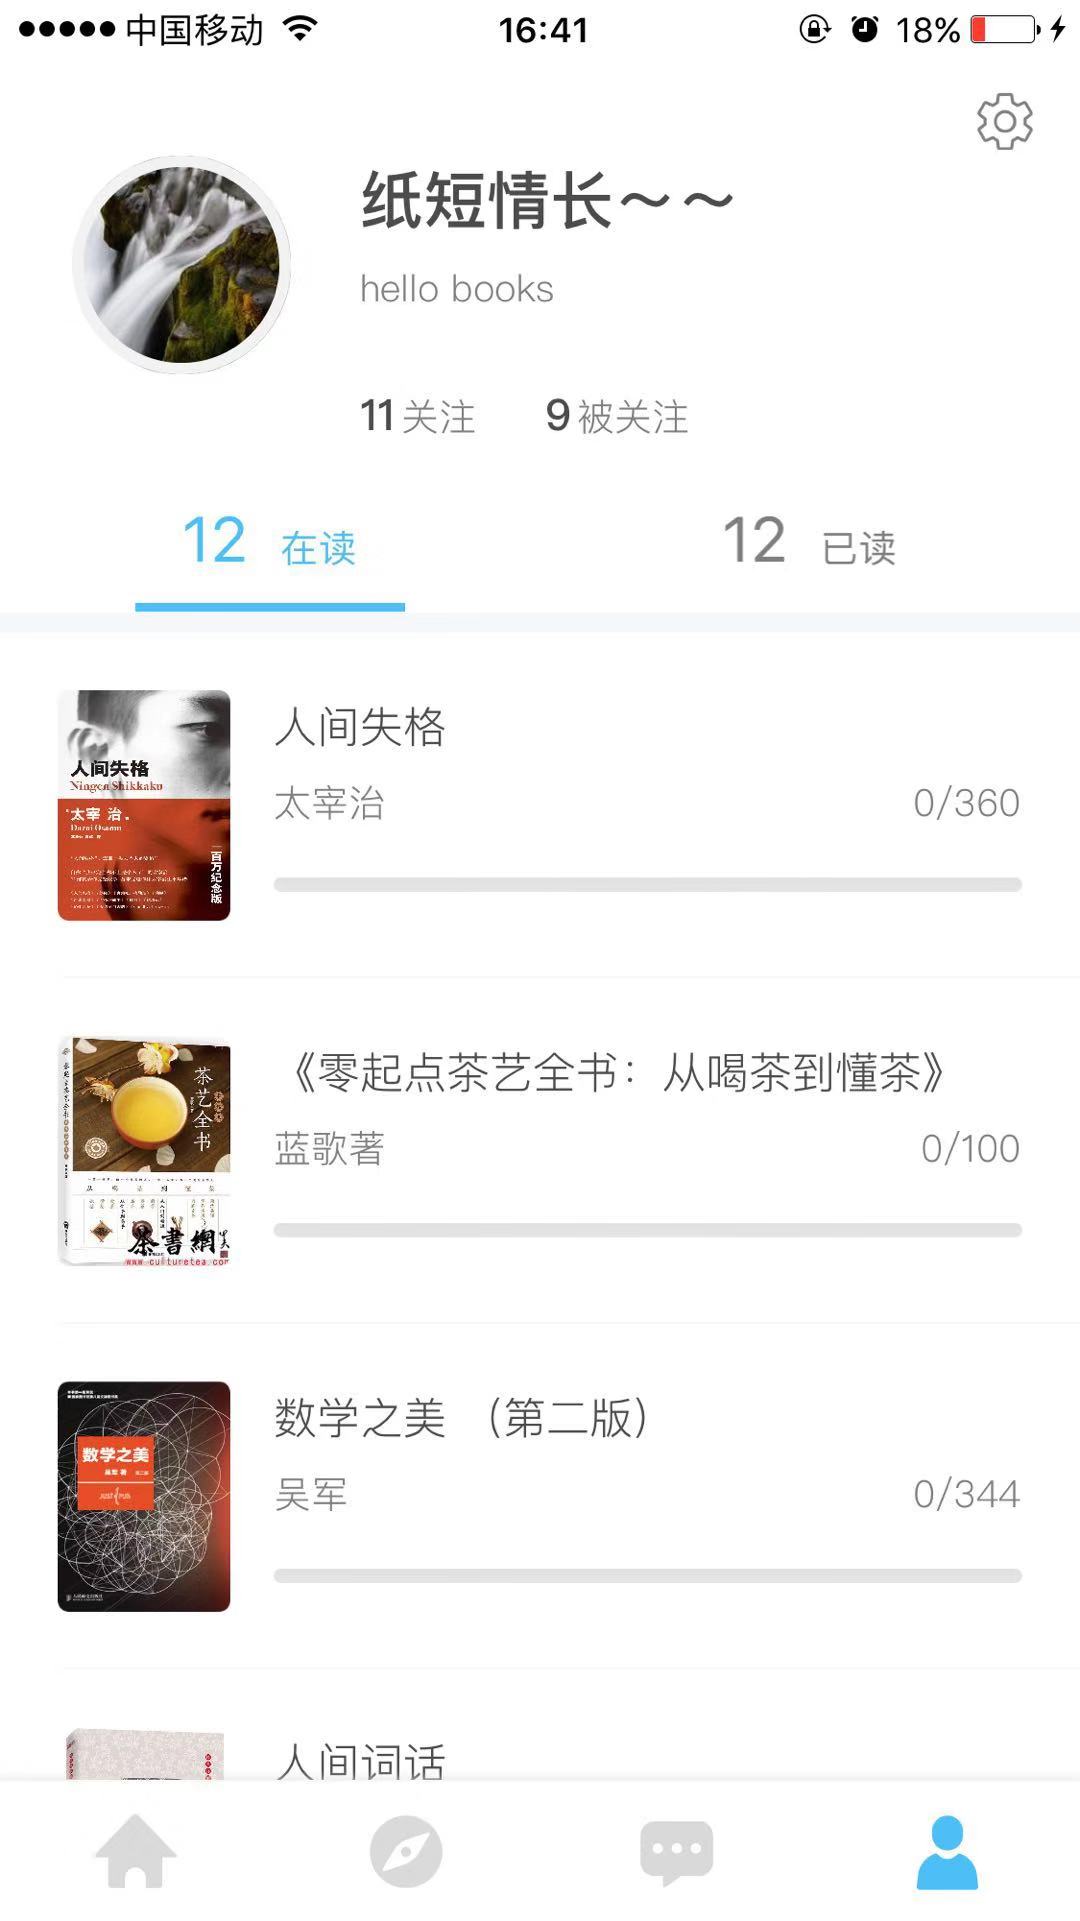 中国移动
16:41
18%
纸短情长～～
hello books
11 关注 9 被关注
12 在读
12 已读
人间失格
太宰治
0/360
人间失格
Ningen Shikkaku
太宰 治
Dazai Osamu
百万纪念版
《零起点茶艺全书：从喝茶到懂茶》
蓝歌著
0/100
茶艺全书
茶書網
www.culturetea.com
数学之美 （第二版）
吴军
0/344
数学之美
吴军 著
人间词话